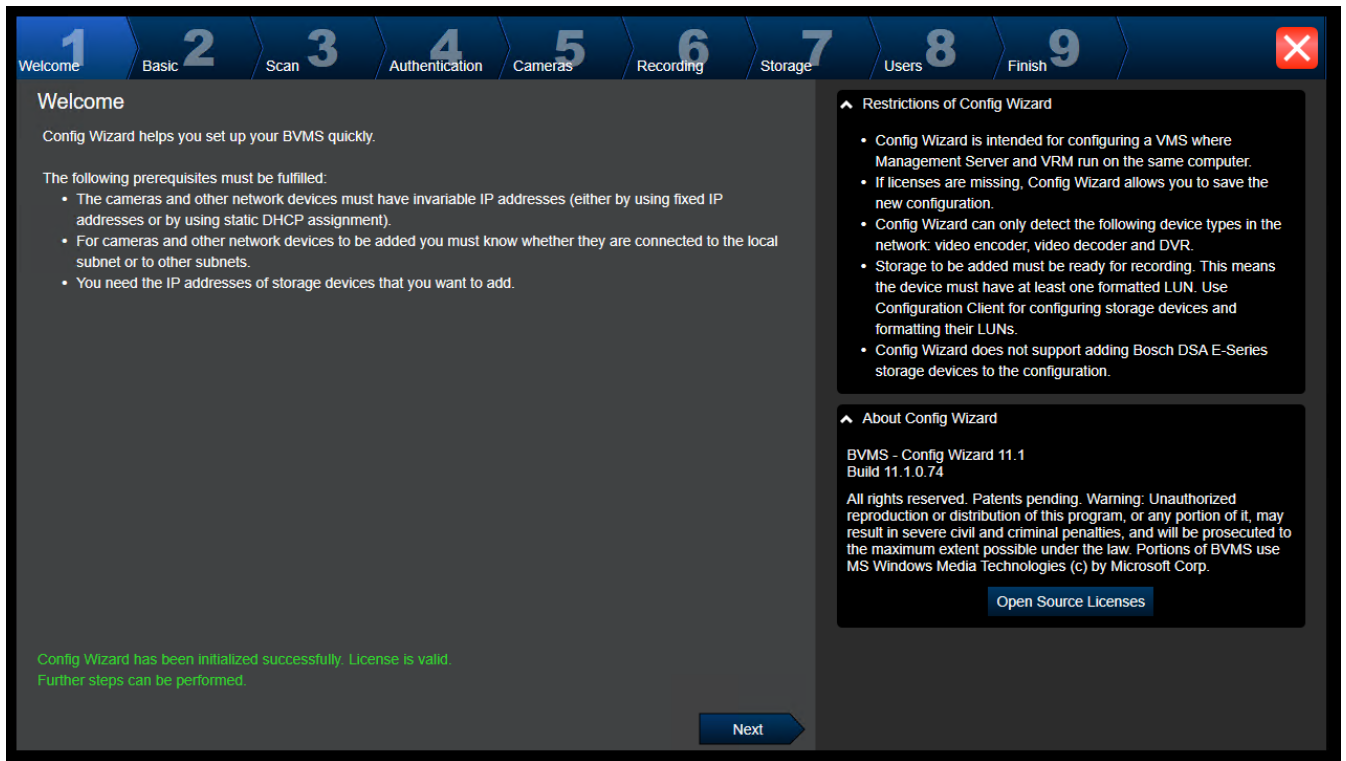 1
Welcome
2
Basic
3
Scan
4
Authentication
5
Cameras
6
Recording
7
Storage
8
Users
9
Finish
Welcome
Config Wizard helps you set up your BVMS quickly.
The following prerequisites must be fulfilled:
• The cameras and other network devices must have invariable IP addresses (either by using fixed IP
addresses or by using static DHCP assignment).
• For cameras and other network devices to be added you must know whether they are connected to the local
subnet or to other subnets.
• You need the IP addresses of storage devices that you want to add.
Config Wizard has been initialized successfully. License is valid.
Further steps can be performed.
Next
Restrictions of Config Wizard
• Config Wizard is intended for configuring a VMS where
Management Server and VRM run on the same computer.
• If licenses are missing, Config Wizard allows you to save the
new configuration.
• Config Wizard can only detect the following device types in the
network: video encoder, video decoder and DVR.
• Storage to be added must be ready for recording. This means
the device must have at least one formatted LUN. Use
Configuration Client for configuring storage devices and
formatting their LUNs.
• Config Wizard does not support adding Bosch DSA E-Series
storage devices to the configuration.
About Config Wizard
BVMS - Config Wizard 11.1
Build 11.1.0.74
All rights reserved. Patents pending. Warning: Unauthorized
reproduction or distribution of this program, or any portion of it, may
result in severe civil and criminal penalties, and will be prosecuted to
the maximum extent possible under the law. Portions of BVMS use
MS Windows Media Technologies (c) by Microsoft Corp.
Open Source Licenses